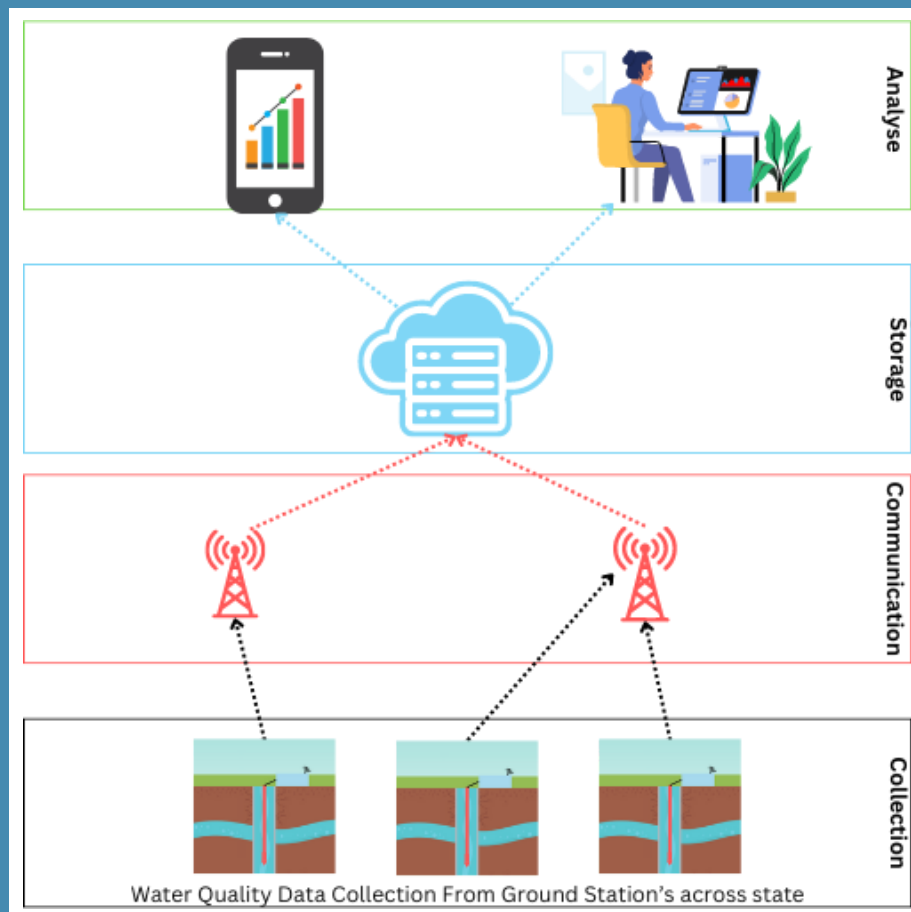 Analyse
Storage
Communication
Collection
Water Quality Data Collection From Ground Station's across state